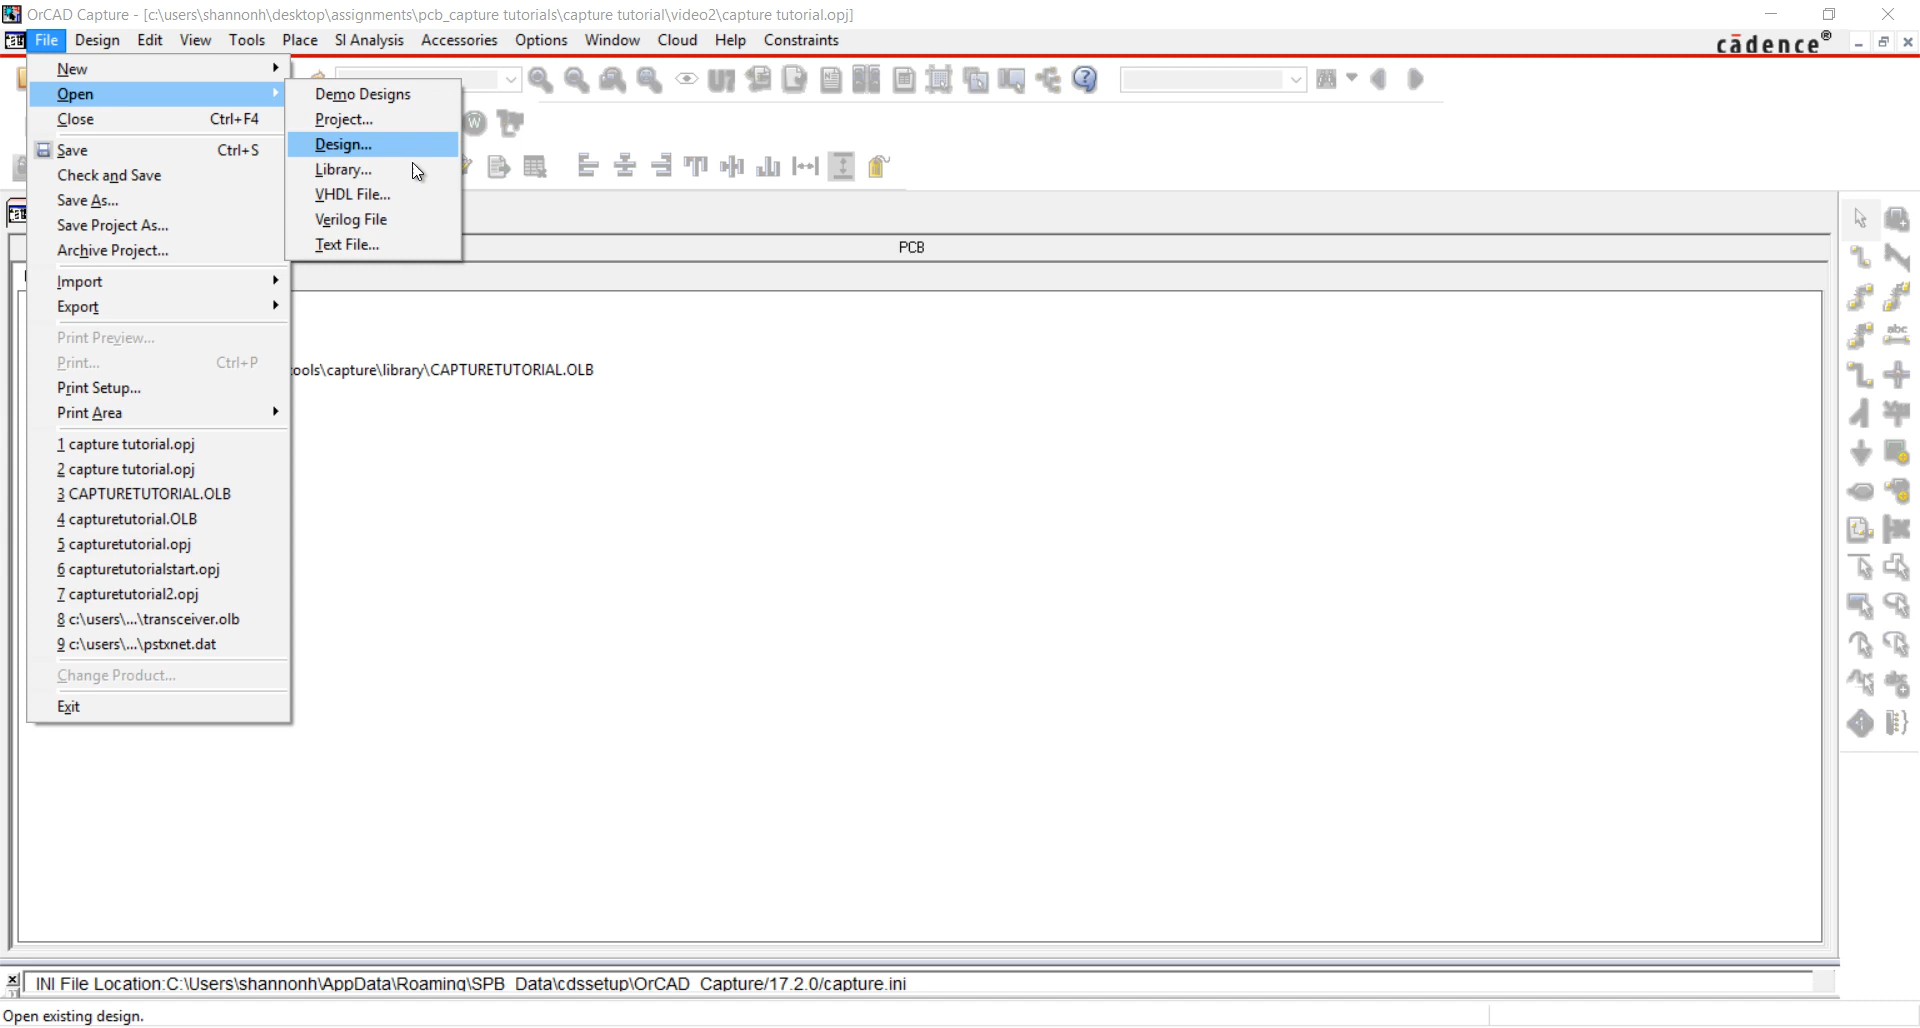 OrCAD Capture - [c:\users\shannonh\desktop\assignments\pcb_capture tutorials\capture tutorial\video2\capture tutorial.opj]
File Design Edit View Tools Place SI Analysis Accessories Options Window Cloud Help Constraints
cādence®
New
Open
Close Ctrl+F4
Save Ctrl+S
Check and Save
Save As...
Save Project As...
Archive Project...
Import
Export
Print Preview...
Print... Ctrl+P
Print Setup...
Print Area
1 capture tutorial.opj
2 capture tutorial.opj
3 CAPTURETUTORIAL.OLB
4 capturetutorial.OLB
5 capturetutorial.opj
6 capturetutorialstart.opj
7 capturetutorial2.opj
8 c:\users\...\transceiver.olb
9 c:\users\...\pstxnet.dat
Change Product...
Exit
Demo Designs
Project...
Design...
Library...
VHDL File...
Verilog File
Text File...
U?
W
PCB
ools\capture\library\CAPTURETUTORIAL.OLB
abc
abc
INI File Location:C:\Users\shannonh\AppData\Roaming\SPB_Data\cdssetup\OrCAD_Capture/17.2.0/capture.ini
Open existing design.